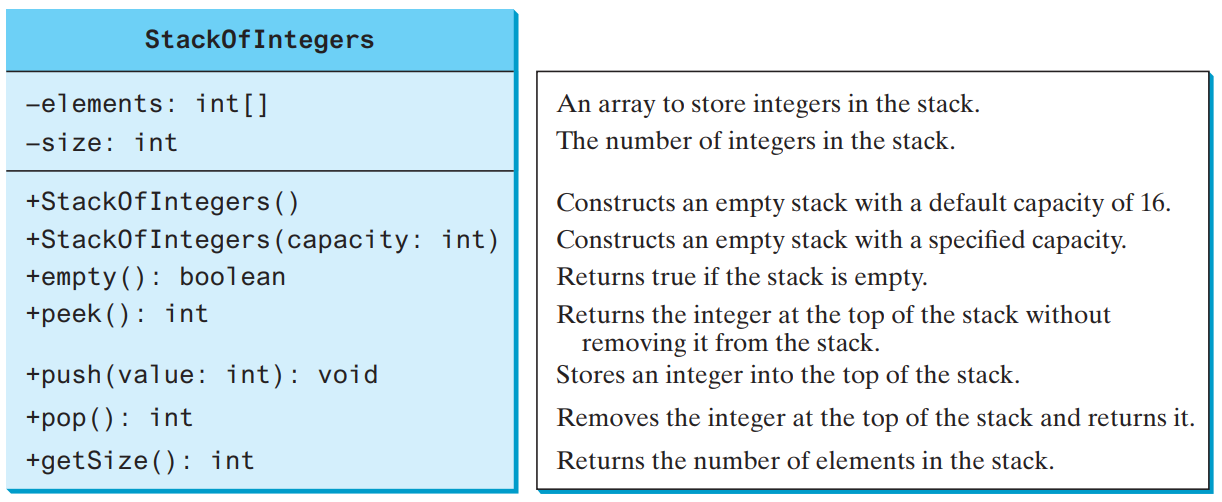 StackOfIntegers
–elements: int[]
–size: int
+StackOfIntegers()
+StackOfIntegers(capacity: int)
+empty(): boolean
+peek(): int
+push(value: int): void
+pop(): int
+getSize(): int
An array to store integers in the stack.
The number of integers in the stack.
Constructs an empty stack with a default capacity of 16.
Constructs an empty stack with a specified capacity.
Returns true if the stack is empty.
Returns the integer at the top of the stack without
removing it from the stack.
Stores an integer into the top of the stack.
Removes the integer at the top of the stack and returns it.
Returns the number of elements in the stack.